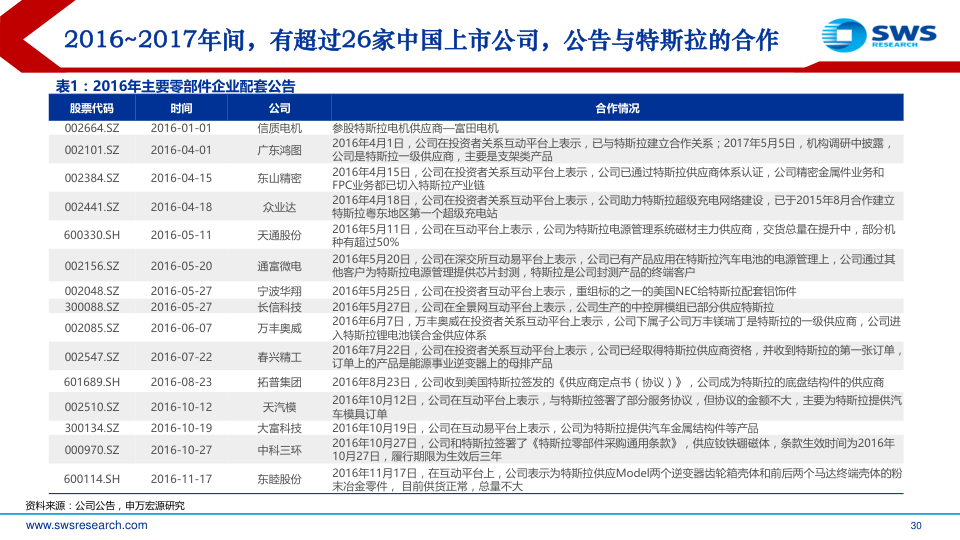 2016~2017年间，有超过26家中国上市公司，公告与特斯拉的合作
SWS
RESEARCH
表1：2016年主要零部件企业配套公告
股票代码 时间 公司 合作情况
002664.SZ 2016-01-01 信质电机 参股特斯拉电机供应商—富田电机
002101.SZ 2016-04-01 广东鸿图 2016年4月1日，公司在投资者关系互动平台上表示，已与特斯拉建立合作关系；2017年5月5日，机构调研中披露，
公司是特斯拉一级供应商，主要是支架类产品
002384.SZ 2016-04-15 东山精密 2016年4月15日，公司在投资者关系互动平台上表示，公司已通过特斯拉供应商体系认证，公司精密金属件业务和
FPC业务都已切入特斯拉产业链
002441.SZ 2016-04-18 众业达 2016年4月18日，公司在投资者关系互动平台上表示，公司助力特斯拉超级充电网络建设，已于2015年8月合作建立
特斯拉粤东地区第一个超级充电站
600330.SH 2016-05-11 天通股份 2016年5月11日，公司在互动平台上表示，公司为特斯拉电源管理系统磁材主力供应商，交货总量在提升中，部分机
种有超过50%
002156.SZ 2016-05-20 通富微电 2016年5月20日，公司在深交所互动易平台上表示，公司已有产品应用在特斯拉汽车电池的电源管理上，公司通过其
他客户为特斯拉电源管理提供芯片封测，特斯拉是公司封测产品的终端客户
002048.SZ 2016-05-27 宁波华翔 2016年5月25日，公司在投资者互动平台上表示，重组标的之一的美国NEC给特斯拉配套铝饰件
300088.SZ 2016-05-27 长信科技 2016年5月27日，公司在全景网互动平台上表示，公司生产的中控屏模组已部分供应特斯拉
002085.SZ 2016-06-07 万丰奥威 2016年6月7日，万丰奥威在投资者关系互动平台上表示，公司下属子公司万丰镁瑞丁是特斯拉的一级供应商，公司进
入特斯拉锂电池镁合金供应体系
002547.SZ 2016-07-22 春兴精工 2016年7月22日，公司在投资者关系互动平台上表示，公司已经取得特斯拉供应商资格，并收到特斯拉的第一张订单，
订单上的产品是能源事业逆变器上的母排产品
601689.SH 2016-08-23 拓普集团 2016年8月23日，公司收到美国特斯拉签发的《供应商定点书（协议）》，公司成为特斯拉的底盘结构件的供应商
002510.SZ 2016-10-12 天汽模 2016年10月12日，公司在互动平台上表示，与特斯拉签署了部分服务协议，但协议的金额不大，主要为特斯拉提供汽
车模具订单
300134.SZ 2016-10-19 大富科技 2016年10月19日，公司在互动易平台上表示，公司为特斯拉提供汽车金属结构件等产品
000970.SZ 2016-10-27 中科三环 2016年10月27日，公司和特斯拉签署了《特斯拉零部件采购通用条款》，供应钕铁硼磁体，条款生效时间为2016年
10月27日，履行期限为生效后三年
600114.SH 2016-11-17 东睦股份 2016年11月17日，在互动平台上，公司表示为特斯拉供应Model两个逆变器齿轮箱壳体和前后两个马达终端壳体的粉
末冶金零件， 目前供货正常，总量不大
资料来源：公司公告，申万宏源研究
www.swsresearch.com 30